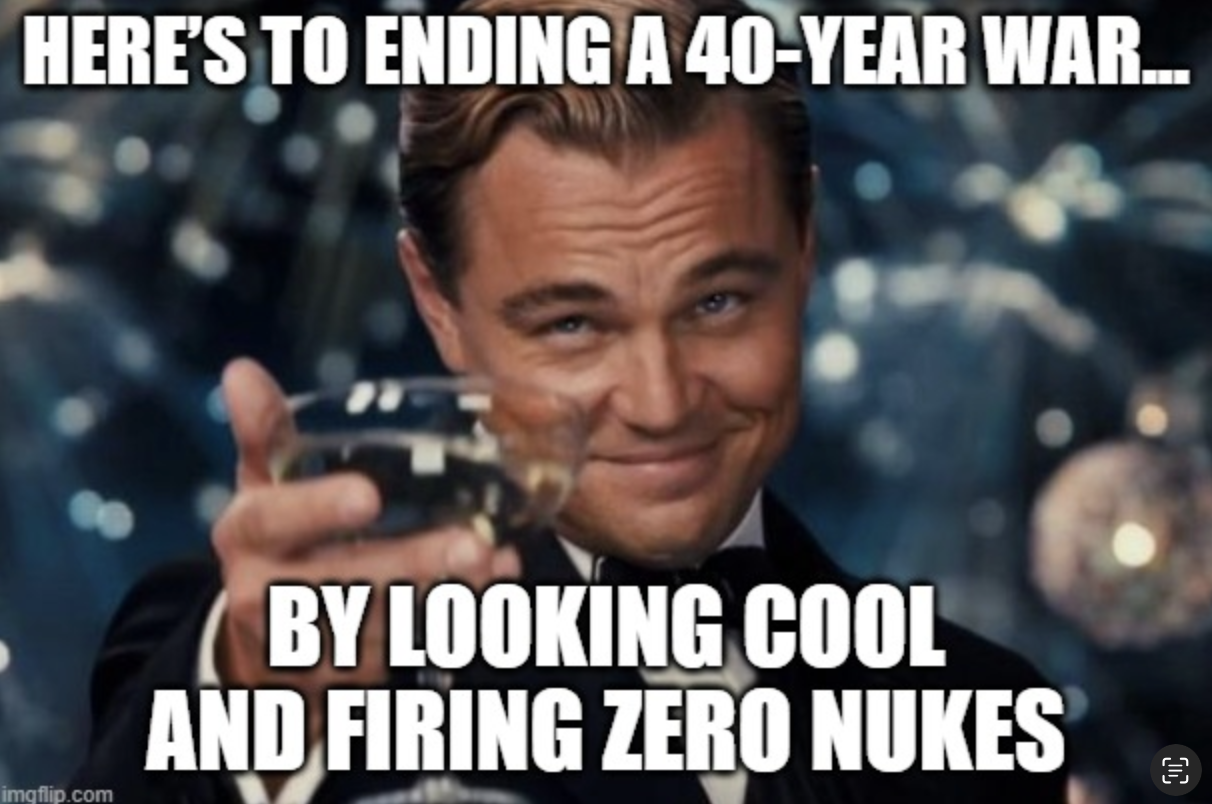 HERE’S TO ENDING A 40-YEAR WAR...
BY LOOKING COOL
AND FIRING ZERO NUKES
imgflip.com